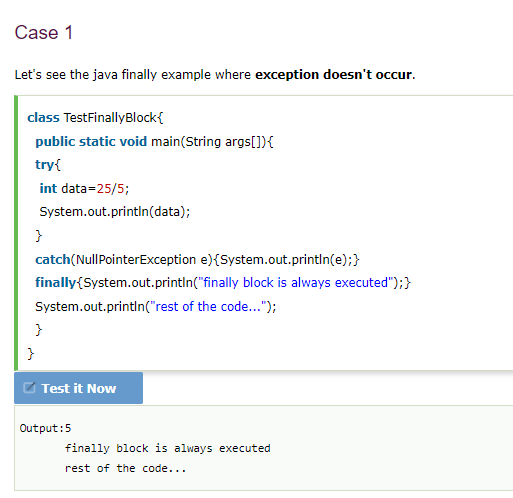 Case 1
Let's see the java finally example where exception doesn't occur.
class TestFinallyBlock{
public static void main(String args[]){
try{
int data=25/5;
System.out.println(data);
}
catch(NullPointerException e){System.out.println(e);}
finally{System.out.println("finally block is always executed");}
System.out.println("rest of the code...");
}
}
Test it Now
Output:5
finally block is always executed
rest of the code...